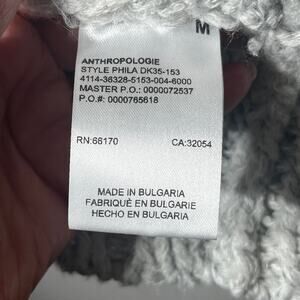 M
ANTHROPOLOGIE
STYLE PHILA DK35-153
4114-36328-5153-004-6000
MASTER P.O.: 0000072537
P.O.#: 0000765618
RN:66170 CA:32054
MADE IN BULGARIA
FABRIQUÉ EN BULGARIE
HECHO EN BULGARIA